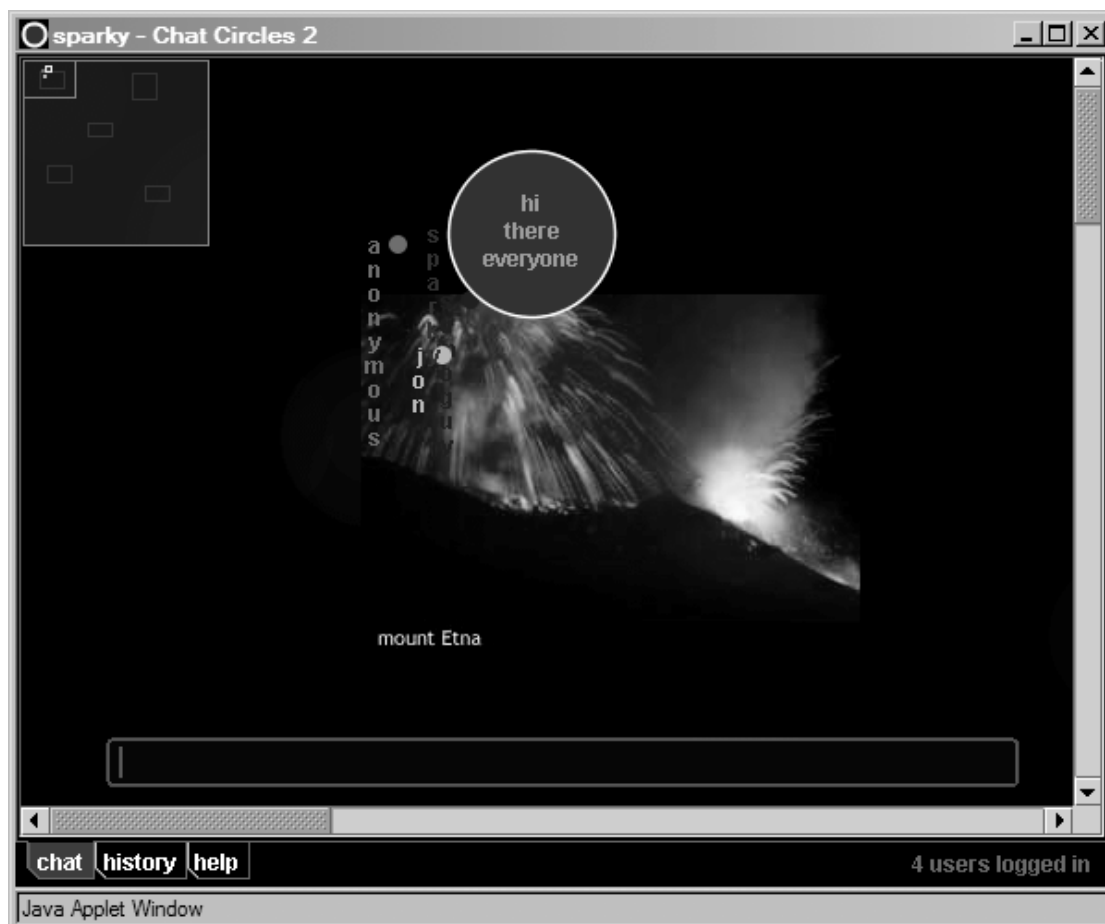 sparky - Chat Circles 2
hi
there
everyone
anonymous
jon
mount Etna
chat history help
4 users logged in
Java Applet Window